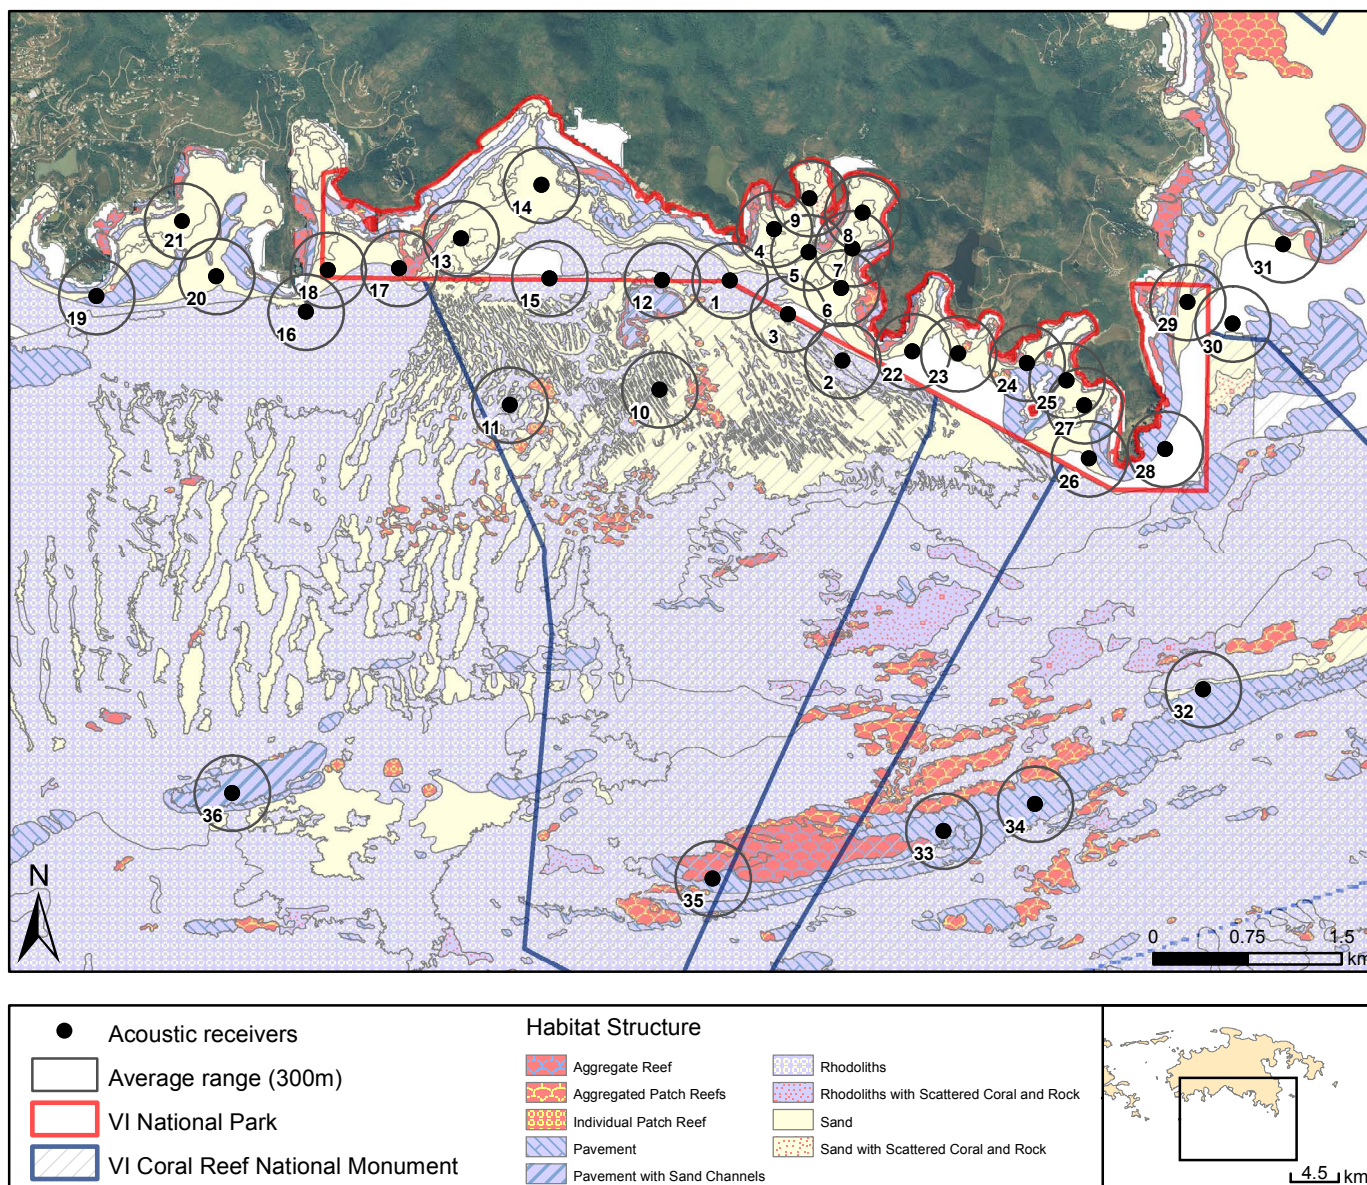 14
9
4
8
21
13
5
7
31
20
18
17
15
12
1
6
29
19
16
3
30
2
22
23
24
25
11
10
27
26
28
32
36
34
33
35
N
0 0.75 1.5
km
Acoustic receivers
Average range (300m)
VI National Park
VI Coral Reef National Monument
Habitat Structure
Aggregate Reef
Aggregated Patch Reefs
Individual Patch Reef
Pavement
Pavement with Sand Channels
Rhodoliths
Rhodoliths with Scattered Coral and Rock
Sand
Sand with Scattered Coral and Rock
4.5 km